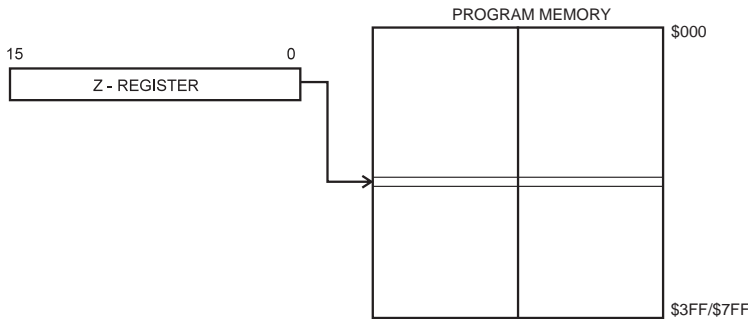 PROGRAM MEMORY
$000
15 0
Z - REGISTER
$3FF/$7FF